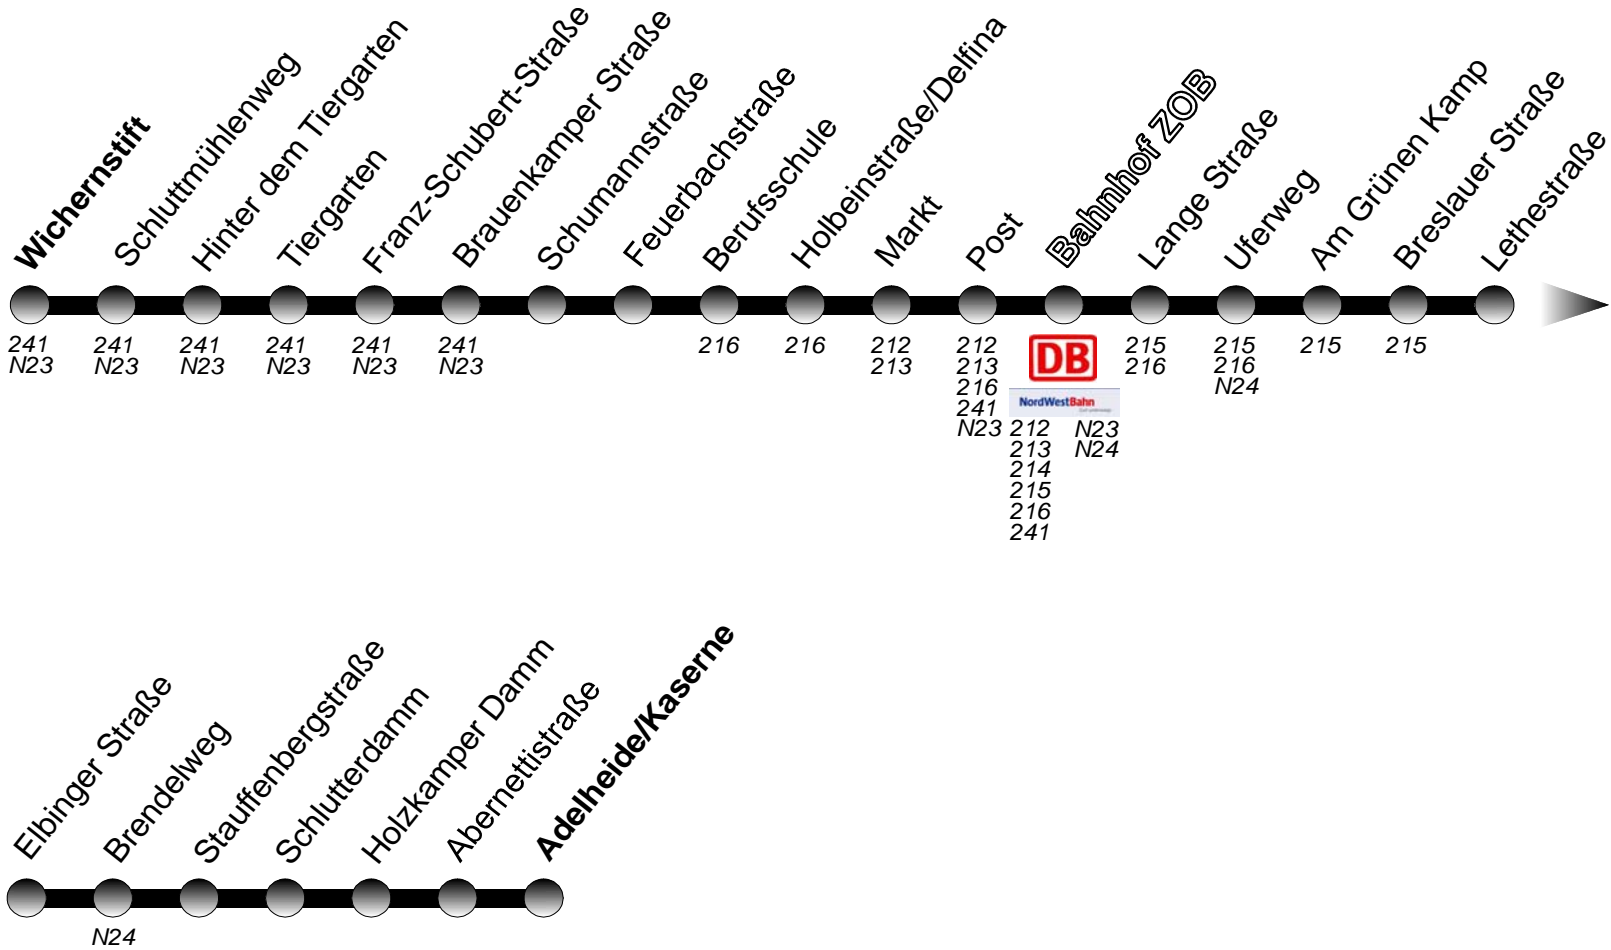 Wichernstift
Schluttmühlenweg
Hinter dem Tiergarten
Tiergarten
Franz-Schubert-Straße
Brauenkamper Straße
Schumannstraße
Feuerbachstraße
Berufsschule
Holbeinstraße/Delfina
Markt
Post
Bahnhof ZOB
Lange Straße
Uferweg
Am Grünen Kamp
Breslauer Straße
Lethestraße
241
N23
241
N23
241
N23
241
N23
241
N23
241
N23
216
216
212
213
212
213
216
241
N23
DB
NordWestBahn
212
213
214
215
216
241
N23
N24
215
216
215
216
N24
215
215
Elbinger Straße
Brendelweg
Stauffenbergstraße
Schlutterdamm
Holzkamper Damm
Abernettistraße
Adelheide/Kaserne
N24